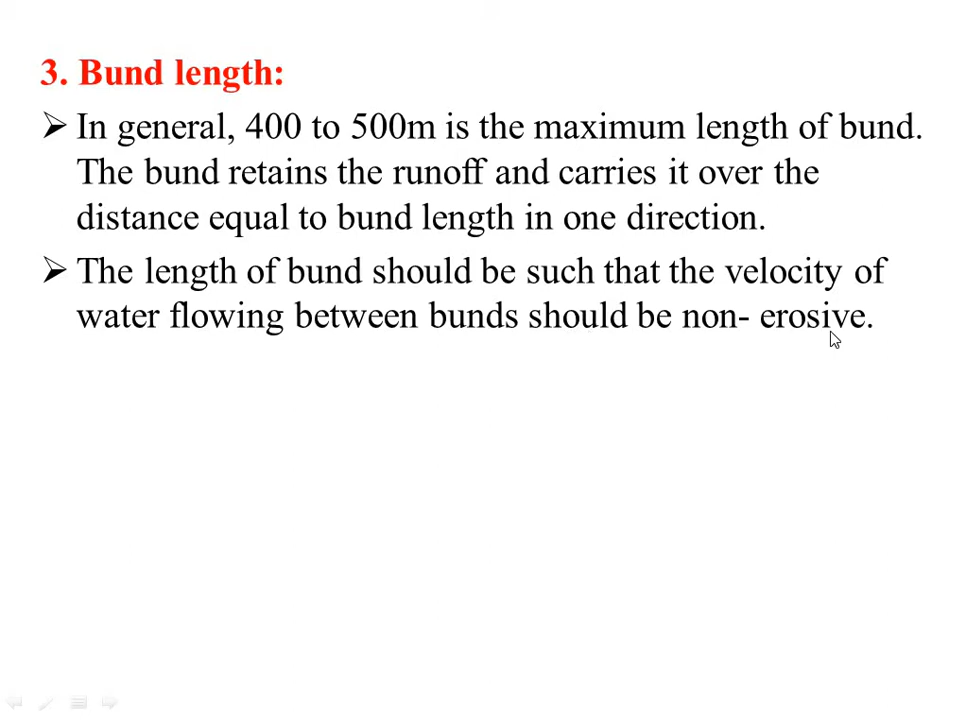 3. Bund length:
➢ In general, 400 to 500m is the maximum length of bund.
The bund retains the runoff and carries it over the
distance equal to bund length in one direction.
➢ The length of bund should be such that the velocity of
water flowing between bunds should be non- erosive.